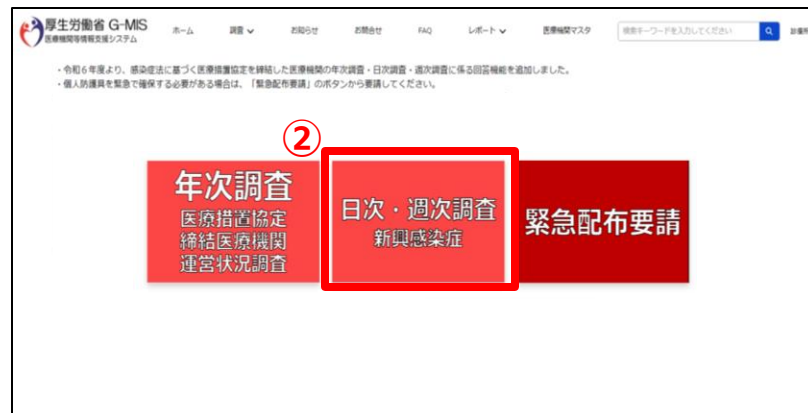 厚生労働省 G-MIS
医療機関等情報支援システム
ホーム 調査 お知らせ お問合せ FAQ レポート 医療機関マスタ 検索キーワードを入力してください
・令和6年度より、感染症法に基づく医療措置協定を締結した医療機関の年次調査・日次調査・週次調査に係る回答機能を追加しました。
・個人防護具を緊急で確保する必要がある場合は、「緊急配布要請」のボタンから要請してください。
②
年次調査
医療措置協定
締結医療機関
運営状況調査
日次・週次調査
新興感染症
緊急配布要請